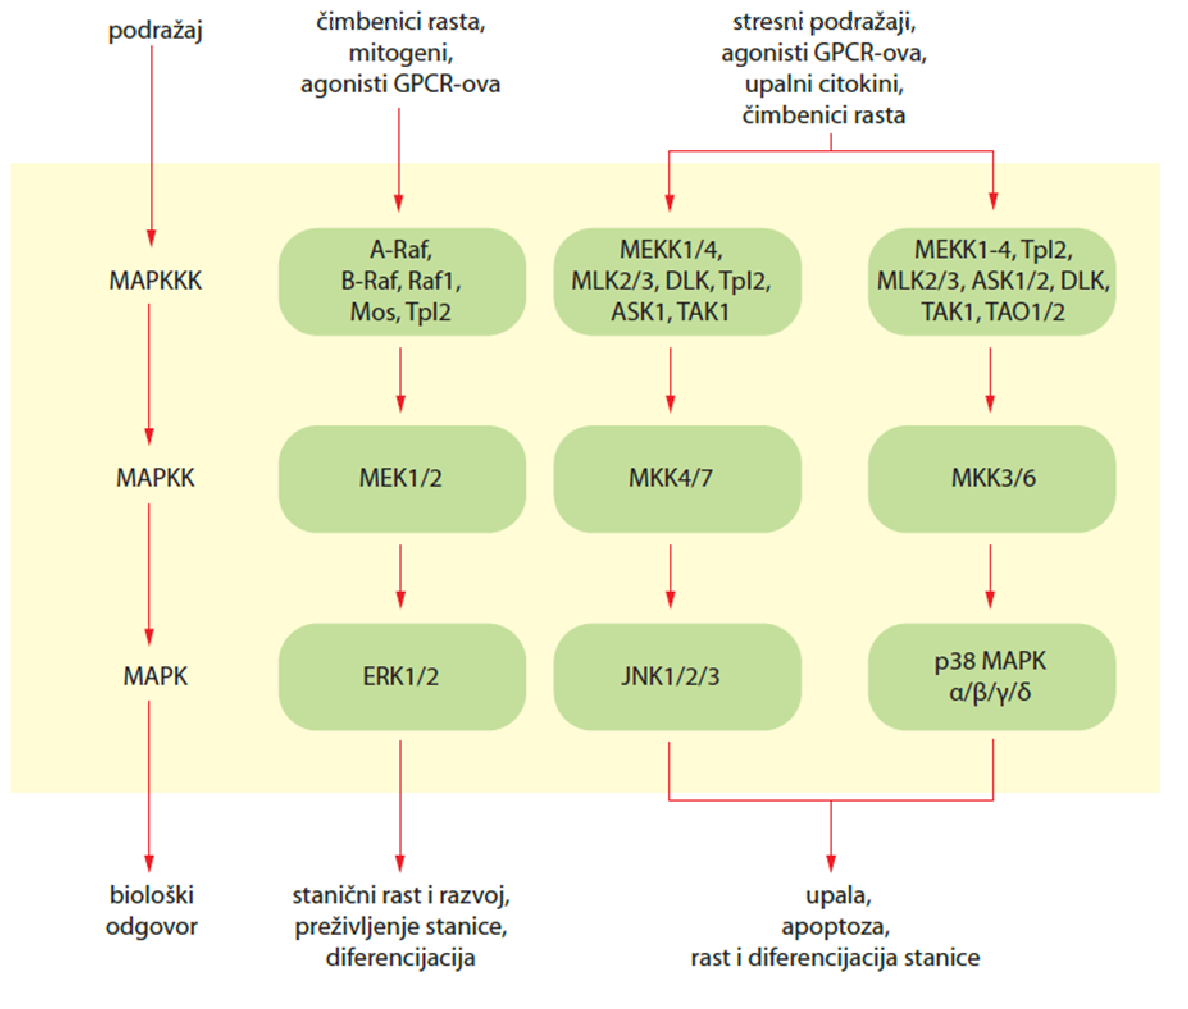 podražaj
čimbenici rasta,
mitogeni,
agonisti GPCR-ova
stresni podražaji,
agonisti GPCR-ova,
upalni citokini,
čimbenici rasta
MAPKKK
A-Raf,
B-Raf, Raf1,
Mos, Tpl2
MEKK1/4,
MLK2/3, DLK, Tpl2,
ASK1, TAK1
MEKK1-4, Tpl2,
MLK2/3, ASK1/2, DLK,
TAK1, TAO1/2
MAPKK
MEK1/2
MKK4/7
MKK3/6
MAPK
ERK1/2
JNK1/2/3
p38 MAPK
α/β/γ/δ
biološki
odgovor
stanični rast i razvoj,
preživljenje stanice,
diferencijacija
upala,
apoptoza,
rast i diferencijacija stanice